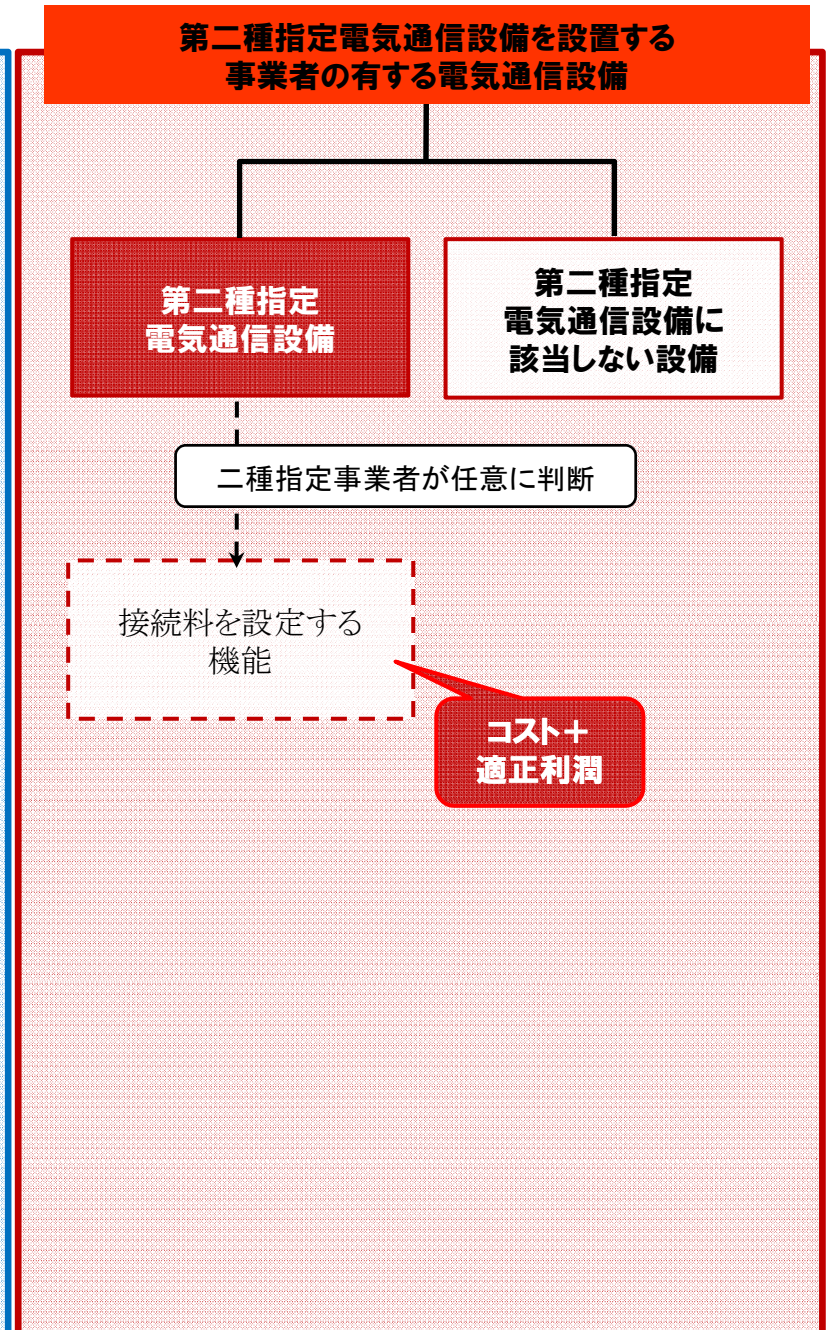 第二種指定電気通信設備を設置する
事業者の有する電気通信設備
第二種指定
電気通信設備
第二種指定
電気通信設備に
該当しない設備
二種指定事業者が任意に判断
接続料を設定する
機能
コスト＋
適正利潤